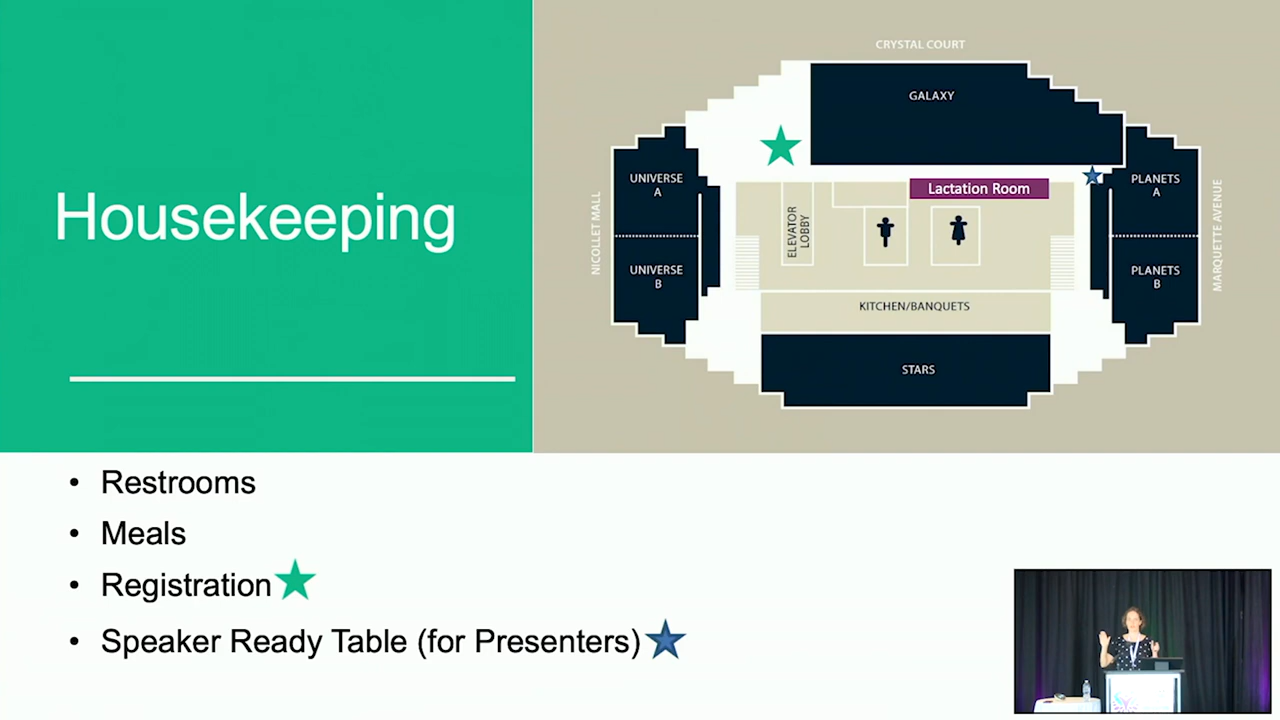 Housekeeping
CRYSTAL COURT
GALAXY
UNIVERSE
A
UNIVERSE
B
NICOLLET MALL
ELEVATOR
LOBBY
Lactation Room
PLANETS
A
PLANETS
B
MARQUETTE AVENUE
KITCHEN/BANQUETS
STARS
• Restrooms
• Meals
• Registration
• Speaker Ready Table (for Presenters)